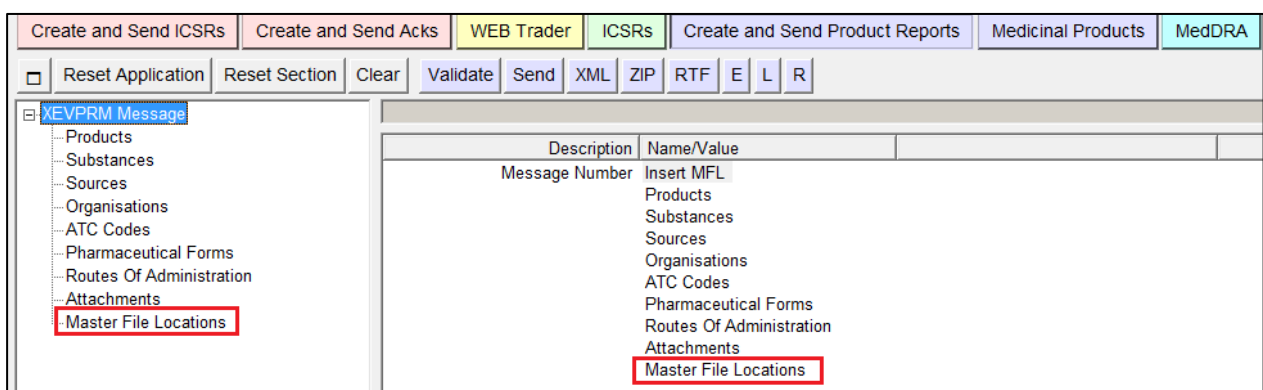 Create and Send ICSRs Create and Send Acks WEB Trader ICSRs Create and Send Product Reports Medicinal Products MedDRA
Reset Application Reset Section Clear Validate Send XML ZIP RTF E L R
XEVPRM Message
Products
Substances
Sources
Organisations
ATC Codes
Pharmaceutical Forms
Routes Of Administration
Attachments
Master File Locations
Description Name/Value
Message Number Insert MFL
Products
Substances
Sources
Organisations
ATC Codes
Pharmaceutical Forms
Routes Of Administration
Attachments
Master File Locations